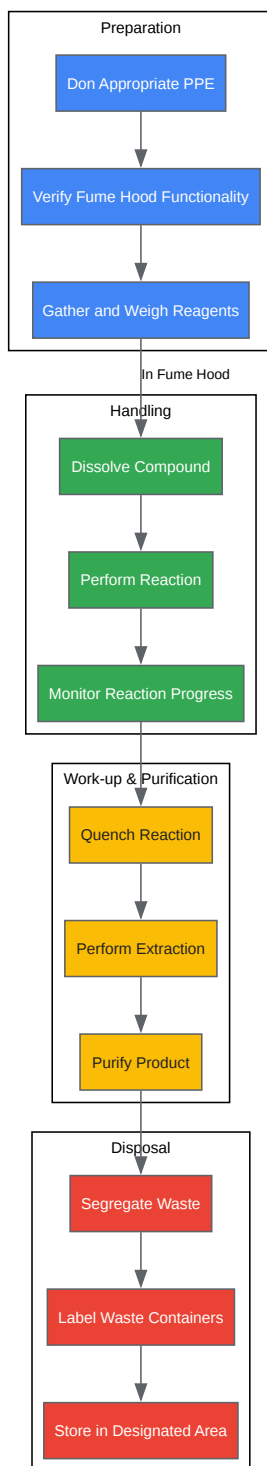 Preparation
Don Appropriate PPE
Verify Fume Hood Functionality
Gather and Weigh Reagents
In Fume Hood
Handling
Dissolve Compound
Perform Reaction
Monitor Reaction Progress
Work-up & Purification
Quench Reaction
Perform Extraction
Purify Product
Disposal
Segregate Waste
Label Waste Containers
Store in Designated Area